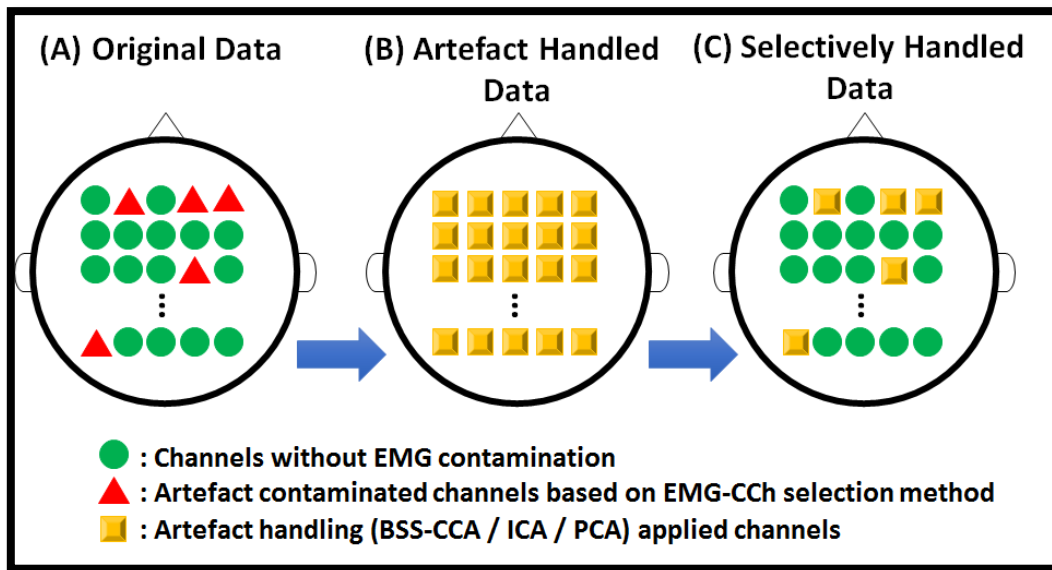 (A) Original Data
(B) Artefact Handled
Data
(C) Selectively Handled
Data
: Channels without EMG contamination
: Artefact contaminated channels based on EMG-CCh selection method
: Artefact handling (BSS-CCA / ICA / PCA) applied channels